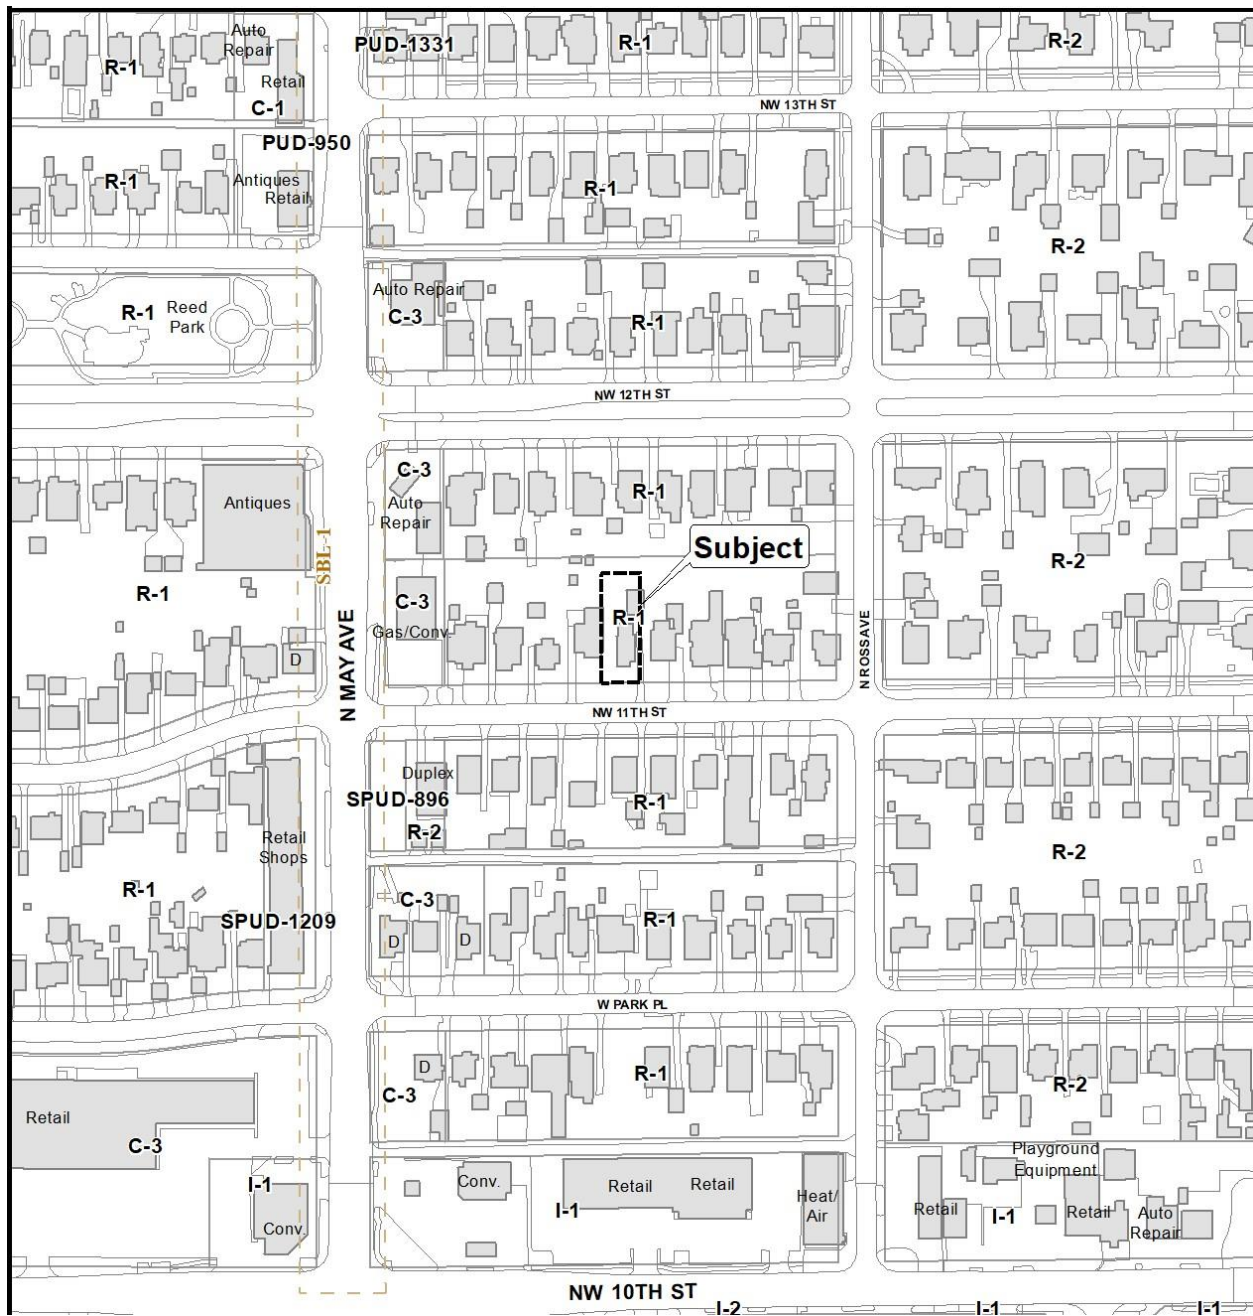 Auto
Repair
PUD-1331
R-1
R-2
R-1
Retail
C-1
NW 13TH ST
PUD-950
R-1
Antiques
Retail
R-1
R-2
R-1
Reed
Park
Auto Repair
C-3
R-1
NW 12TH ST
C-3
R-1
Antiques
Auto
Repair
SBL-1
Subject
R-2
R-1
C-3
Gas/Conv.
R-1
N MAY AVE
N ROSS AVE
D
NW 11TH ST
Duplex
SPUD-896
R-1
R-2
Retail
Shops
R-2
R-1
C-3
SPUD-1209
R-1
D
D
W PARK PL
D
C-3
R-1
R-2
Retail
C-3
Playground
Equipment
I-1
Conv.
Retail
Retail
I-1
Heat/
Air
Retail
I-1
Retail
Auto
Repair
Conv.
NW 10TH ST
I-2
I-1
I-1